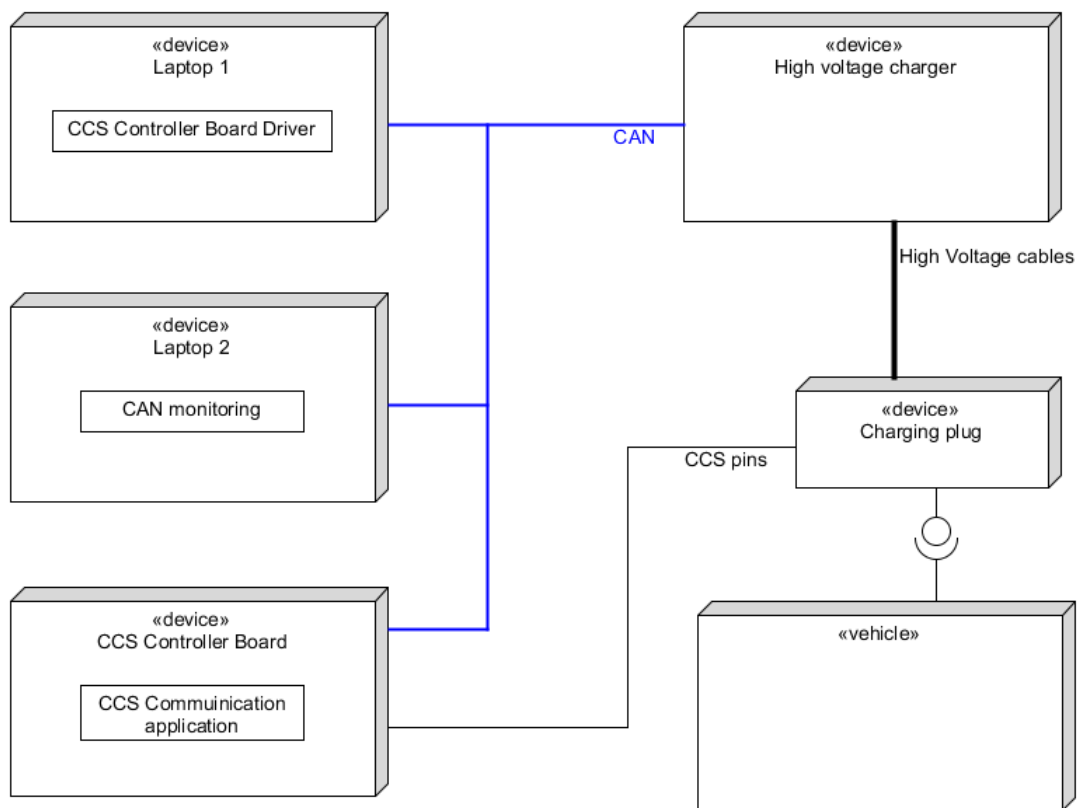 «device»
Laptop 1
CCS Controller Board Driver
«device»
High voltage charger
CAN
High Voltage cables
«device»
Laptop 2
CAN monitoring
«device»
Charging plug
CCS pins
«device»
CCS Controller Board
CCS Commuinication
application
«vehicle»